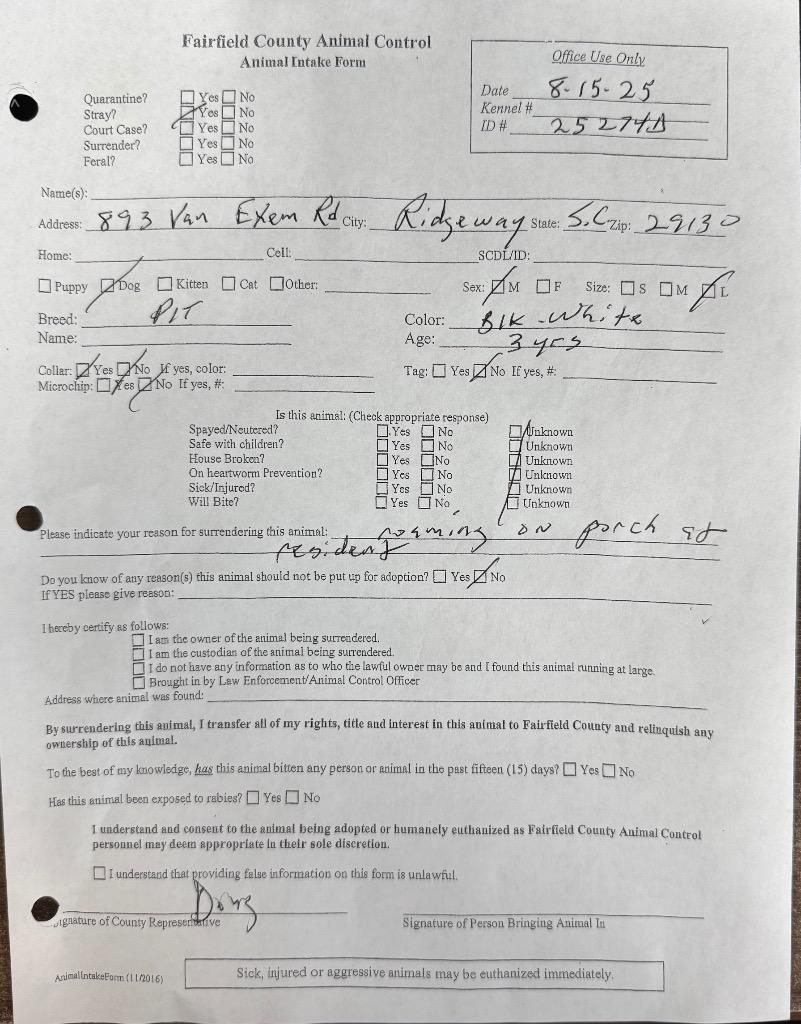 Fairfield County Animal Control
Animal Intake Form
Office Use Only
Date 8-15-25
Kennel #
ID # 25 274A
Quarantine? Yes No
Stray? Yes No
Court Case? Yes No
Surrender? Yes No
Feral? Yes No
Name(s):
Address: 893 Van Exem Rd City: Ridgeway State: S.C Zip: 29130
Home: Cell: SCDL/ID:
Puppy Dog Kitten Cat Other: Sex: M F Size: S M L
Breed: PIT Color: Blk-White
Name: Age: 3 yrs
Collar: Yes No If yes, color: Tag: Yes No If yes, #:
Microchip: Yes No If yes, #:
Is this animal: (Check appropriate response)
Spayed/Neutered? Yes No Unknown
Safe with children? Yes No Unknown
House Broken? Yes No Unknown
On heartworm Prevention? Yes No Unknown
Sick/Injured? Yes No Unknown
Will Bite? Yes No Unknown
Please indicate your reason for surrendering this animal: roaming on porch at
resident
Do you know of any reason(s) this animal should not be put up for adoption? Yes No
If YES please give reason:
I hereby certify as follows:
I am the owner of the animal being surrendered.
I am the custodian of the animal being surrendered.
I do not have any information as to who the lawful owner may be and I found this animal running at large.
Brought in by Law Enforcement/Animal Control Officer
Address where animal was found:
By surrendering this animal, I transfer all of my rights, title and interest in this animal to Fairfield County and relinquish any
ownership of this animal.
To the best of my knowledge, has this animal bitten any person or animal in the past fifteen (15) days? Yes No
Has this animal been exposed to rabies? Yes No
I understand and consent to the animal being adopted or humanely euthanized as Fairfield County Animal Control
personnel may deem appropriate in their sole discretion.
I understand that providing false information on this form is unlawful.
Signature of County Representative Signature of Person Bringing Animal In
AnimalIntakeForm (11/2016)
Sick, injured or aggressive animals may be euthanized immediately.